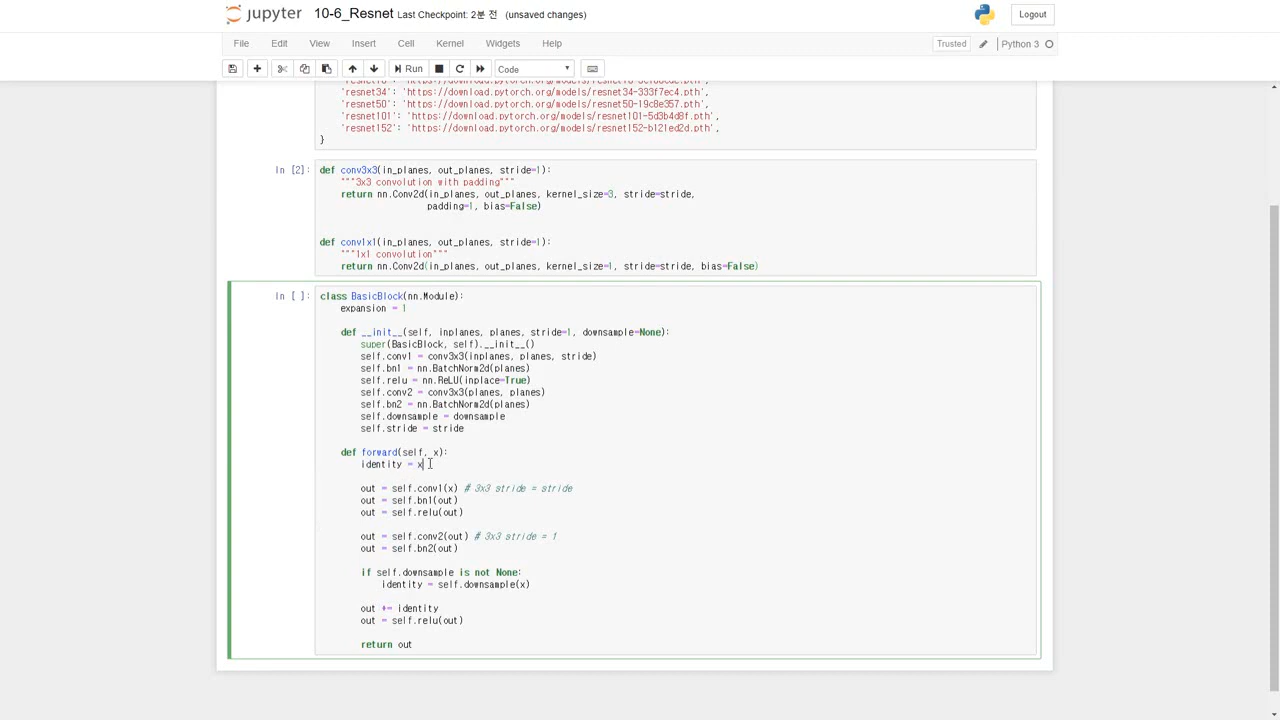 jupyter 10-6_Resnet Last Checkpoint: 2분 전 (unsaved changes)
Logout
File Edit View Insert Cell Kernel Widgets Help
Trusted Python 3
Run Code
'resnet34': 'https://download.pytorch.org/models/resnet34-333f7ec4.pth',
'resnet50': 'https://download.pytorch.org/models/resnet50-19c8e357.pth',
'resnet101': 'https://download.pytorch.org/models/resnet101-5d3b4d8f.pth',
'resnet152': 'https://download.pytorch.org/models/resnet152-b121ed2d.pth',
}
In [2]: def conv3x3(in_planes, out_planes, stride=1):
"""3x3 convolution with padding"""
return nn.Conv2d(in_planes, out_planes, kernel_size=3, stride=stride,
padding=1, bias=False)
def conv1x1(in_planes, out_planes, stride=1):
"""1x1 convolution"""
return nn.Conv2d(in_planes, out_planes, kernel_size=1, stride=stride, bias=False)
In [ ]: class BasicBlock(nn.Module):
expansion = 1
def __init__(self, inplanes, planes, stride=1, downsample=None):
super(BasicBlock, self).__init__()
self.conv1 = conv3x3(inplanes, planes, stride)
self.bn1 = nn.BatchNorm2d(planes)
self.relu = nn.ReLU(inplace=True)
self.conv2 = conv3x3(planes, planes)
self.bn2 = nn.BatchNorm2d(planes)
self.downsample = downsample
self.stride = stride
def forward(self, x):
identity = x
out = self.conv1(x) # 3x3 stride = stride
out = self.bn1(out)
out = self.relu(out)
out = self.conv2(out) # 3x3 stride = 1
out = self.bn2(out)
if self.downsample is not None:
identity = self.downsample(x)
out += identity
out = self.relu(out)
return out